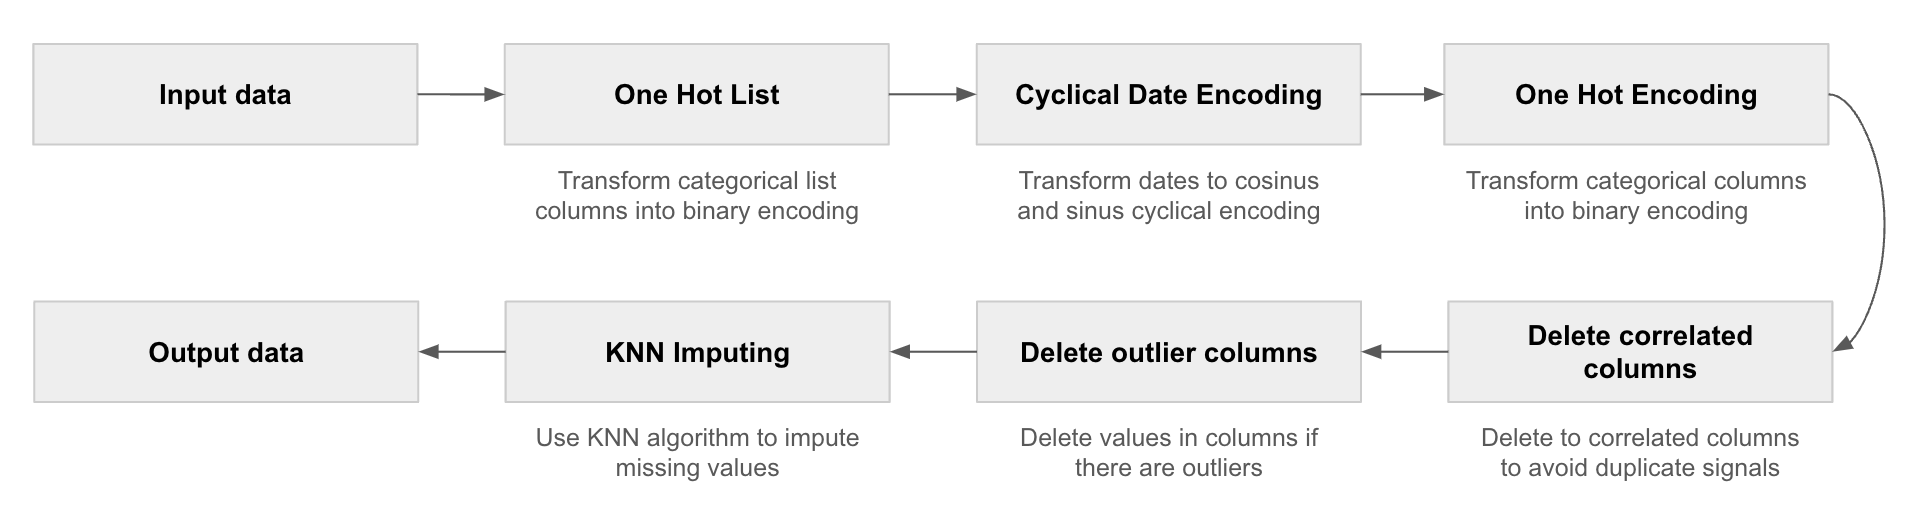 Input data
One Hot List
Transform categorical list
columns into binary encoding
Cyclical Date Encoding
Transform dates to cosinus
and sinus cyclical encoding
One Hot Encoding
Transform categorical columns
into binary encoding
Delete correlated
columns
Delete to correlated columns
to avoid duplicate signals
Delete outlier columns
Delete values in columns if
there are outliers
KNN Imputing
Use KNN algorithm to impute
missing values
Output data